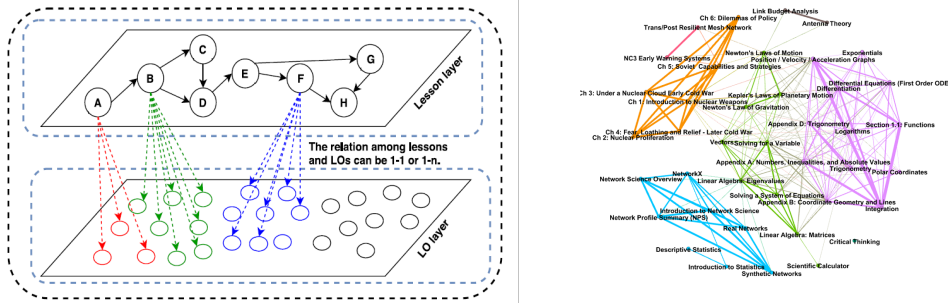 C
G
B
E
F
D
A
H
Lesson layer
The relation among lessons
and LOs can be 1-1 or 1-n.
LO layer
Link Budget Analysis
Ch 6: Dilemmas of Policy
Antenna Theory
Trans/Post Resilient Mesh Network
Newton's Laws of Motion
Exponentials
NC3 Early Warning Systems
Position / Velocity / Acceleration Graphs
Ch 5: Soviet Capabilities and Strategies
Differential Equations (First Order ODE
Differentiation
Ch 3: Under a Nuclear Cloud Early Cold War
Kepler's Laws of Planetary Motion
Ch 1: Introduction to Nuclear Weapons
Newton's Law of Gravitation
Appendix D: Trigonometry
Section 1.1: Functions
Ch 4: Fear, Loathing and Relief - Later Cold War
Logarithms
Ch 2: Nuclear Proliferation
Vectors
Solving for a Variable
Appendix A: Numbers, Inequalities, and Absolute Values
Trigonometry
Polar Coordinates
NetworkX
Network Science Overview
Linear Algebra: Eigenvalues
Solving a System of Equations
Appendix B: Coordinate Geometry and Lines
Integration
Introduction to Network Science
Network Profile Summary (NPS)
Real Networks
Linear Algebra: Matrices
Critical Thinking
Descriptive Statistics
Introduction to Statistics
Scientific Calculator
Synthetic Networks